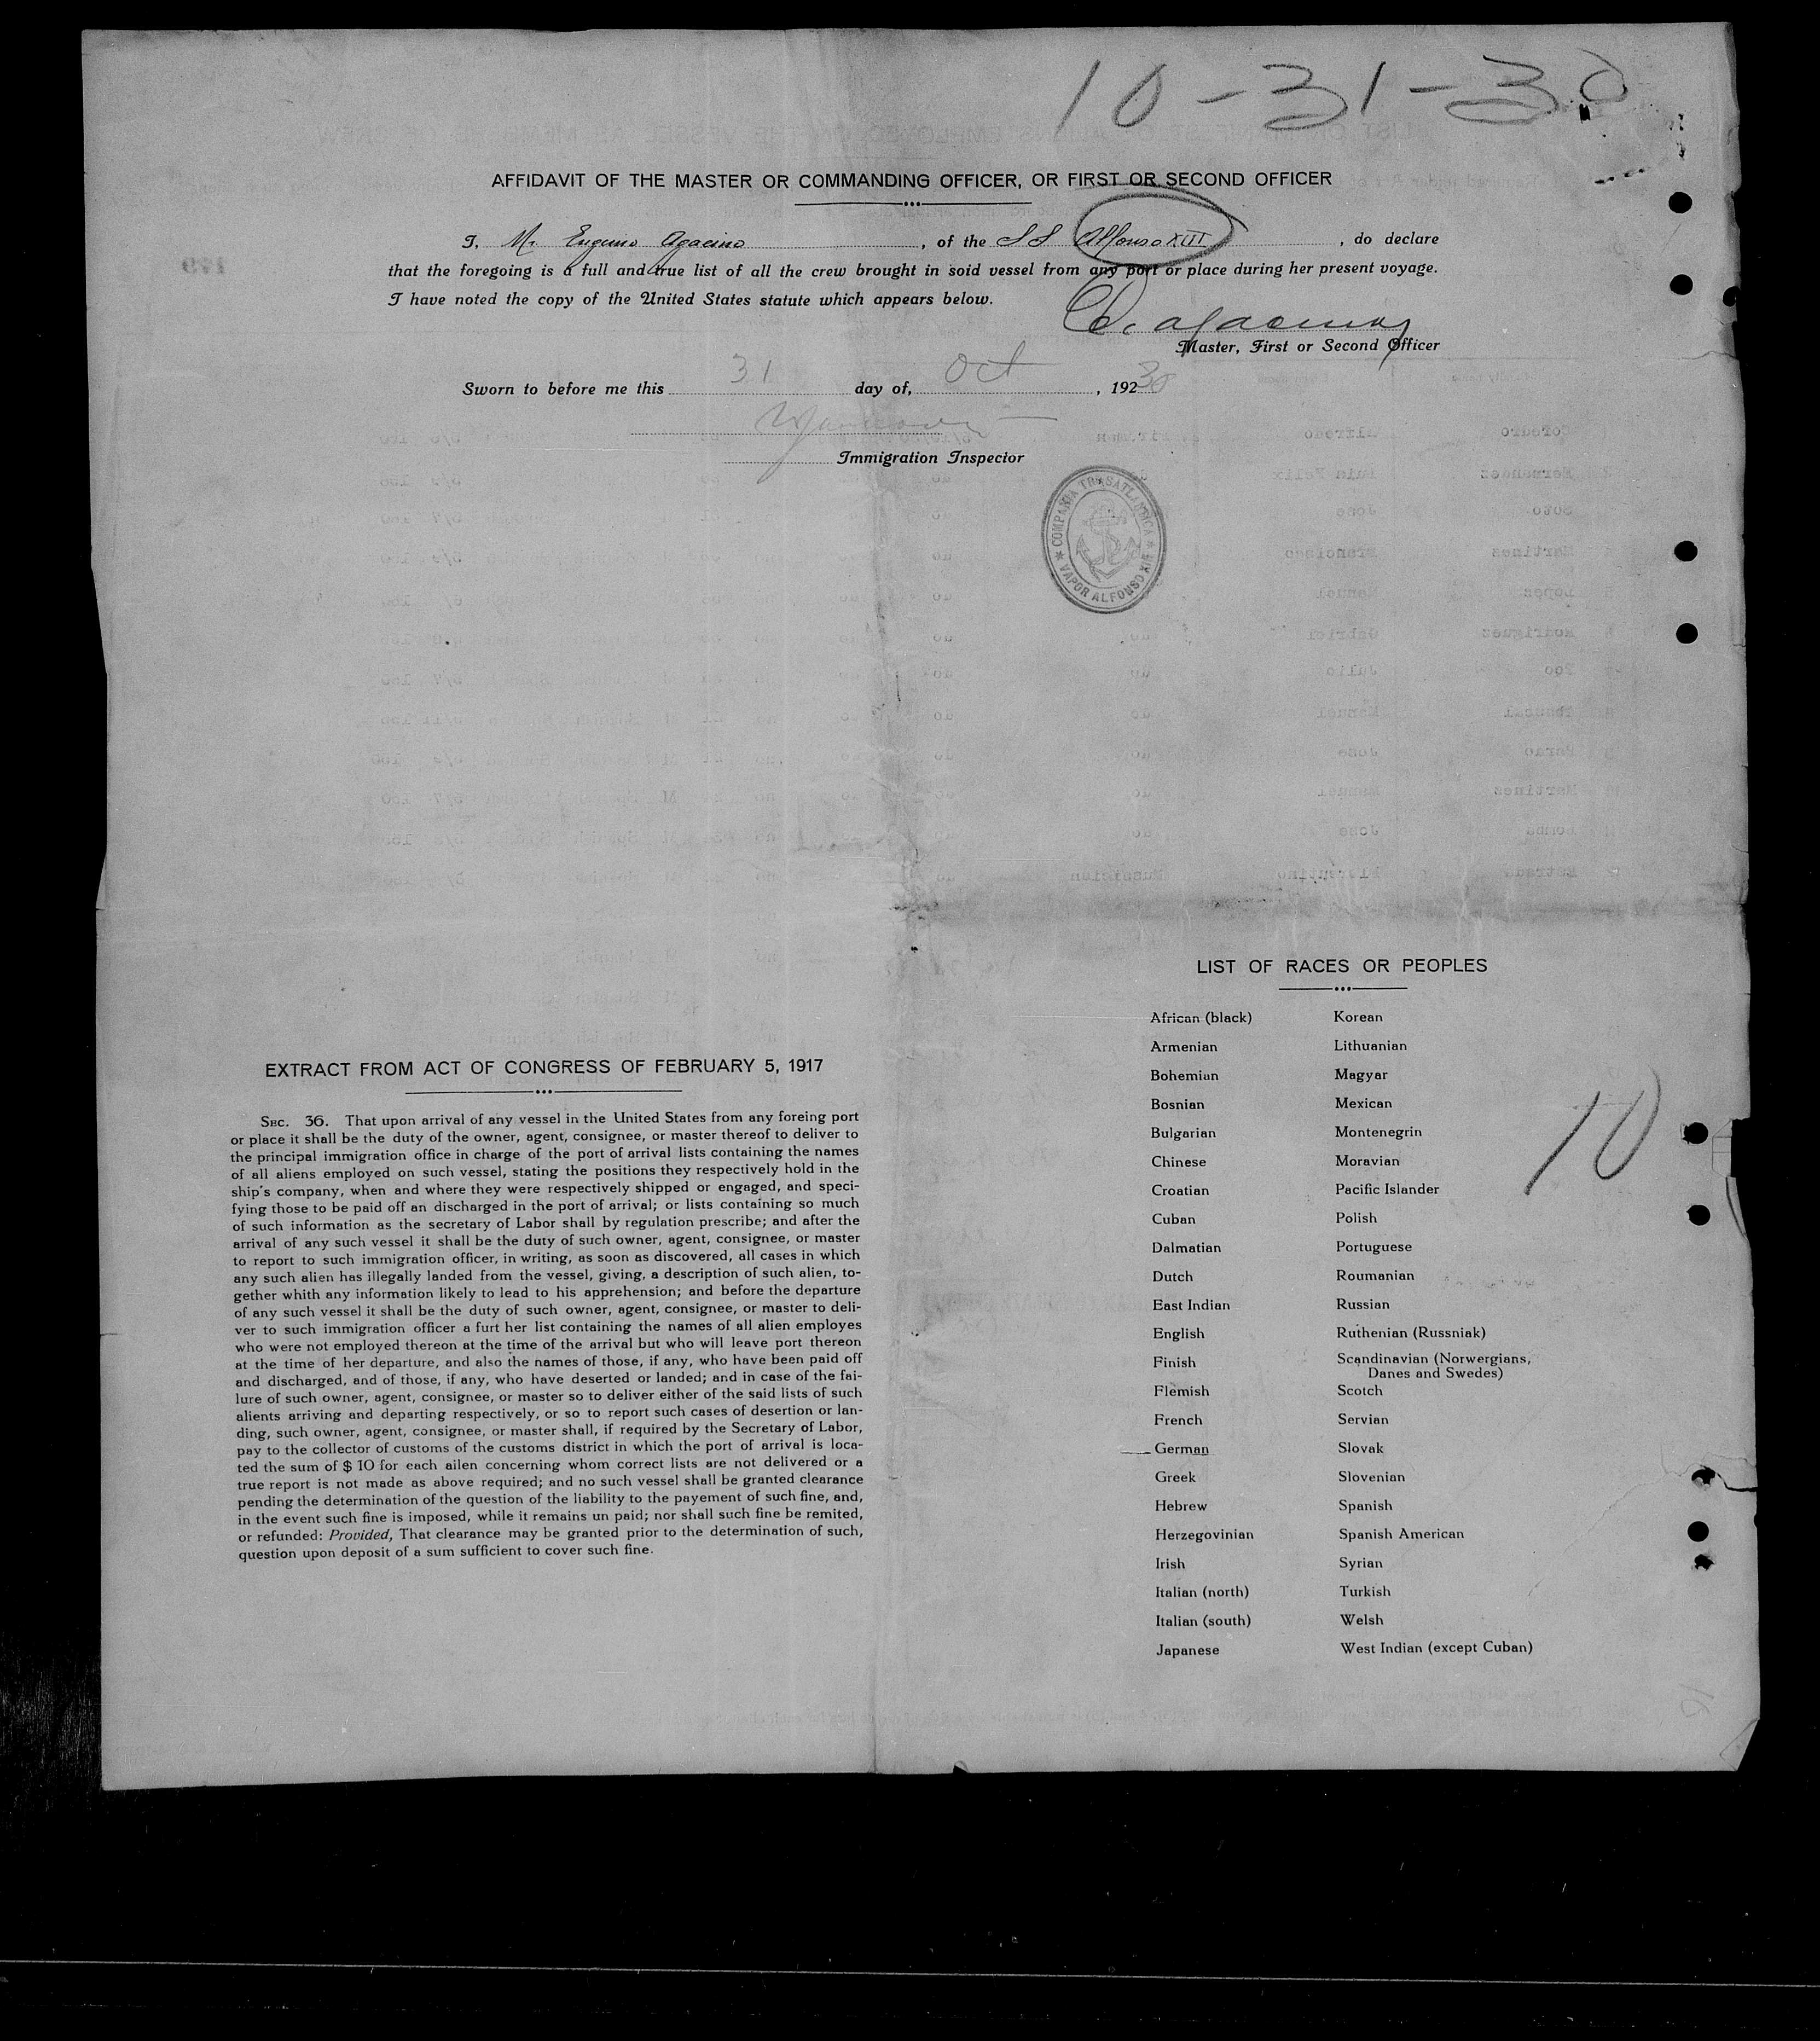 10-31-30
AFFIDAVIT OF THE MASTER OR COMMANDING OFFICER, OR FIRST OR SECOND OFFICER
I, Mr Eugenio Agacino, of the SS Alfonso XIII, do declare
that the foregoing is a full and true list of all the crew brought in soid vessel from any port or place during her present voyage.
I have noted the copy of the United States statute which appears below.
E. Agacino
Master, First or Second Officer
Sworn to before me this 31 day of, Oct, 1930
Immigration Inspector
COMPAÑIA TRASATLANTICA
VAPOR ALFONSO XIII
EXTRACT FROM ACT OF CONGRESS OF FEBRUARY 5, 1917
SEC. 36. That upon arrival of any vessel in the United States from any foreing port
or place it shall be the duty of the owner, agent, consignee, or master thereof to deliver to
the principal immigration office in charge of the port of arrival lists containing the names
of all aliens employed on such vessel, stating the positions they respectively hold in the
ship's company, when and where they were respectively shipped or engaged, and speci-
fying those to be paid off an discharged in the port of arrival; or lists containing so much
of such information as the secretary of Labor shall by regulation prescribe; and after the
arrival of any such vessel it shall be the duty of such owner, agent, consignee, or master
to report to such immigration officer, in writing, as soon as discovered, all cases in which
any such alien has illegally landed from the vessel, giving, a description of such alien, to-
gether whith any information likely to lead to his apprehension; and before the departure
of any such vessel it shall be the duty of such owner, agent, consignee, or master to deli-
ver to such immigration officer a furt her list containing the names of all alien employes
who were not employed thereon at the time of the arrival but who will leave port thereon
at the time of her departure, and also the names of those, if any, who have been paid off
and discharged, and of those, if any, who have deserted or landed; and in case of the fai-
lure of such owner, agent, consignee, or master so to deliver either of the said lists of such
alients arriving and departing respectively, or so to report such cases of desertion or lan-
ding, such owner, agent, consignee, or master shall, if required by the Secretary of Labor,
pay to the collector of customs of the customs district in which the port of arrival is loca-
ted the sum of $ 10 for each ailen concerning whom correct lists are not delivered or a
true report is not made as above required; and no such vessel shall be granted clearance
pending the determination of the question of the liability to the payement of such fine, and,
in the event such fine is imposed, while it remains un paid; nor shall such fine be remited,
or refunded: Provided, That clearance may be granted prior to the determination of such,
question upon deposit of a sum sufficient to cover such fine.
LIST OF RACES OR PEOPLES
African (black)
Armenian
Bohemian
Bosnian
Bulgarian
Chinese
Croatian
Cuban
Dalmatian
Dutch
East Indian
English
Finish
Flemish
French
German
Greek
Hebrew
Herzegovinian
Irish
Italian (north)
Italian (south)
Japanese
Korean
Lithuanian
Magyar
Mexican
Montenegrin
Moravian
Pacific Islander
Polish
Portuguese
Roumanian
Russian
Ruthenian (Russniak)
Scandinavian (Norwergians,
Danes and Swedes)
Scotch
Servian
Slovak
Slovenian
Spanish
Spanish American
Syrian
Turkish
Welsh
West Indian (except Cuban)
10